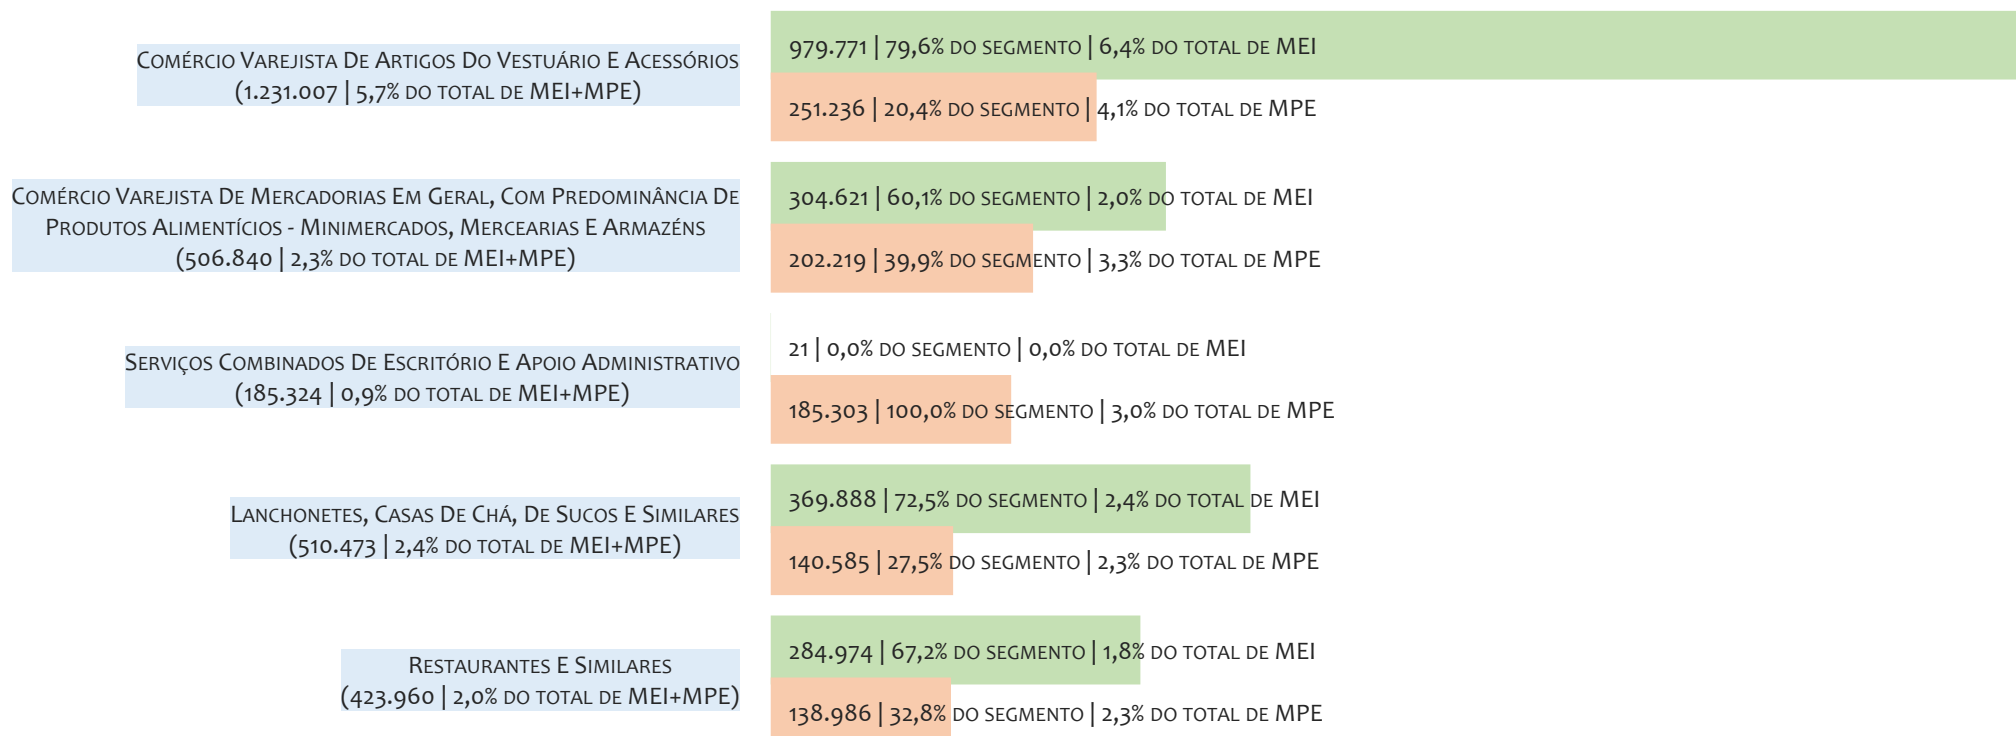 Comércio Varejista De Artigos Do Vestuário E Acessórios
(1.231.007 | 5,7% do total de MEI+MPE)
979.771 | 79,6% do segmento | 6,4% do total de MEI
251.236 | 20,4% do segmento | 4,1% do total de MPE
Comércio Varejista De Mercadorias Em Geral, Com Predominância De
Produtos Alimentícios - Minimercados, Mercearias E Armazéns
(506.840 | 2,3% do total de MEI+MPE)
304.621 | 60,1% do segmento | 2,0% do total de MEI
202.219 | 39,9% do segmento | 3,3% do total de MPE
Serviços Combinados De Escritório E Apoio Administrativo
(185.324 | 0,9% do total de MEI+MPE)
21 | 0,0% do segmento | 0,0% do total de MEI
185.303 | 100,0% do segmento | 3,0% do total de MPE
Lanchonetes, Casas De Chá, De Sucos E Similares
(510.473 | 2,4% do total de MEI+MPE)
369.888 | 72,5% do segmento | 2,4% do total de MEI
140.585 | 27,5% do segmento | 2,3% do total de MPE
Restaurantes E Similares
(423.960 | 2,0% do total de MEI+MPE)
284.974 | 67,2% do segmento | 1,8% do total de MEI
138.986 | 32,8% do segmento | 2,3% do total de MPE